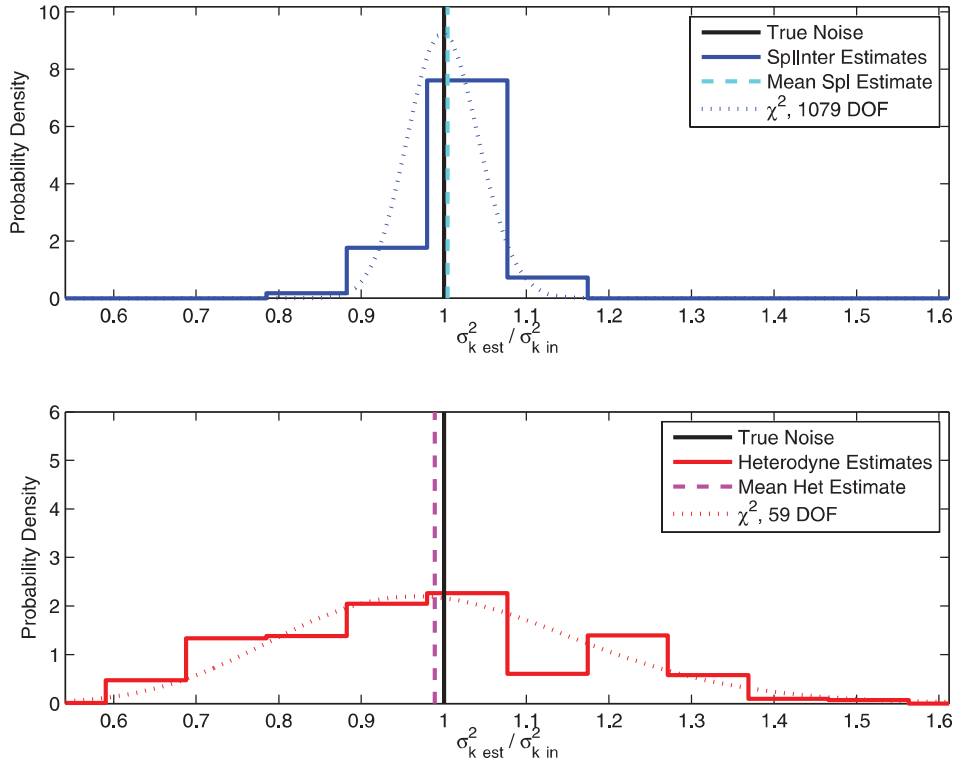 10
8
6
4
2
0
Probability Density
True Noise
SplInter Estimates
Mean Spl Estimate
χ², 1079 DOF
0.6 0.7 0.8 0.9 1 1.1 1.2 1.3 1.4 1.5 1.6
σ²k est / σ²k in
6
5
4
3
2
1
0
Probability Density
True Noise
Heterodyne Estimates
Mean Het Estimate
χ², 59 DOF
0.6 0.7 0.8 0.9 1 1.1 1.2 1.3 1.4 1.5 1.6
σ²k est / σ²k in